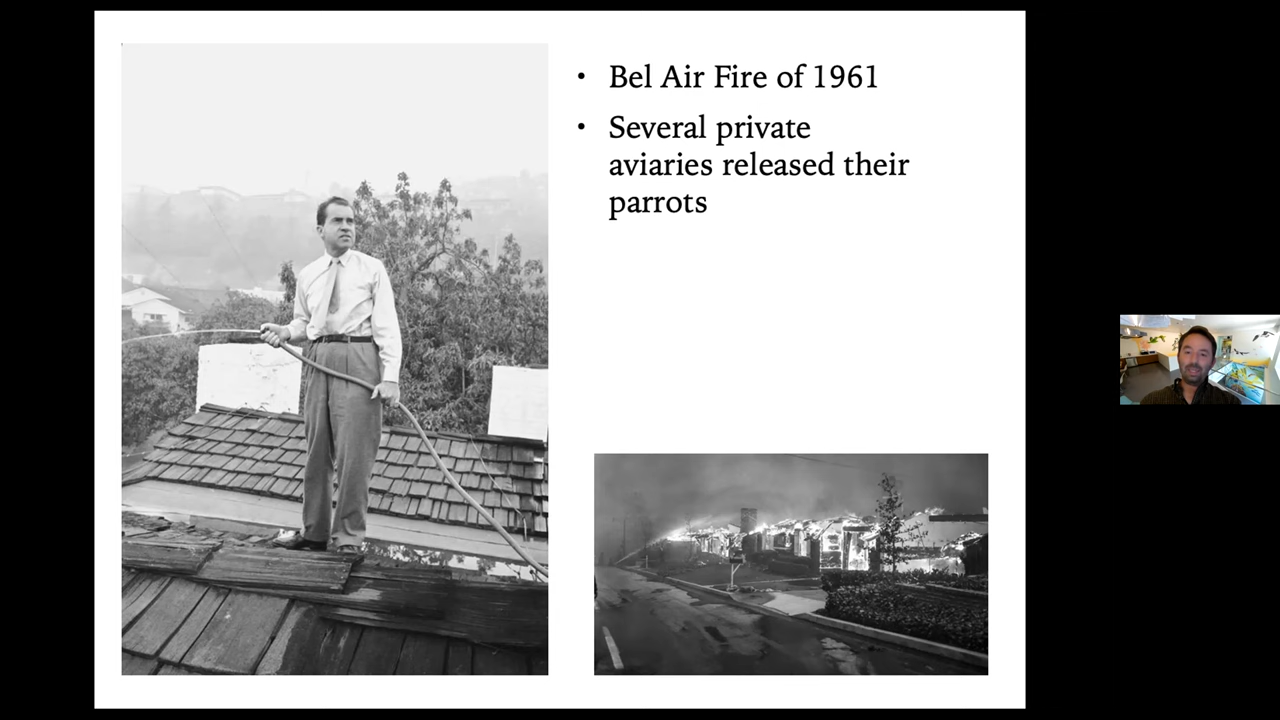 • Bel Air Fire of 1961
• Several private
aviaries released their
parrots